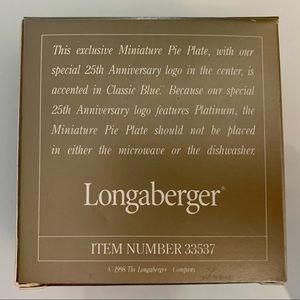 This exclusive Miniature Pie Plate, with our
special 25th Anniversary logo in the center, is
accented in Classic Blue.™ Because our special
25th Anniversary logo features Platinum, the
Miniature Pie Plate should not be placed
in either the microwave or the dishwasher.
Longaberger®
ITEM NUMBER 33537
© 1998 The Longaberger Company